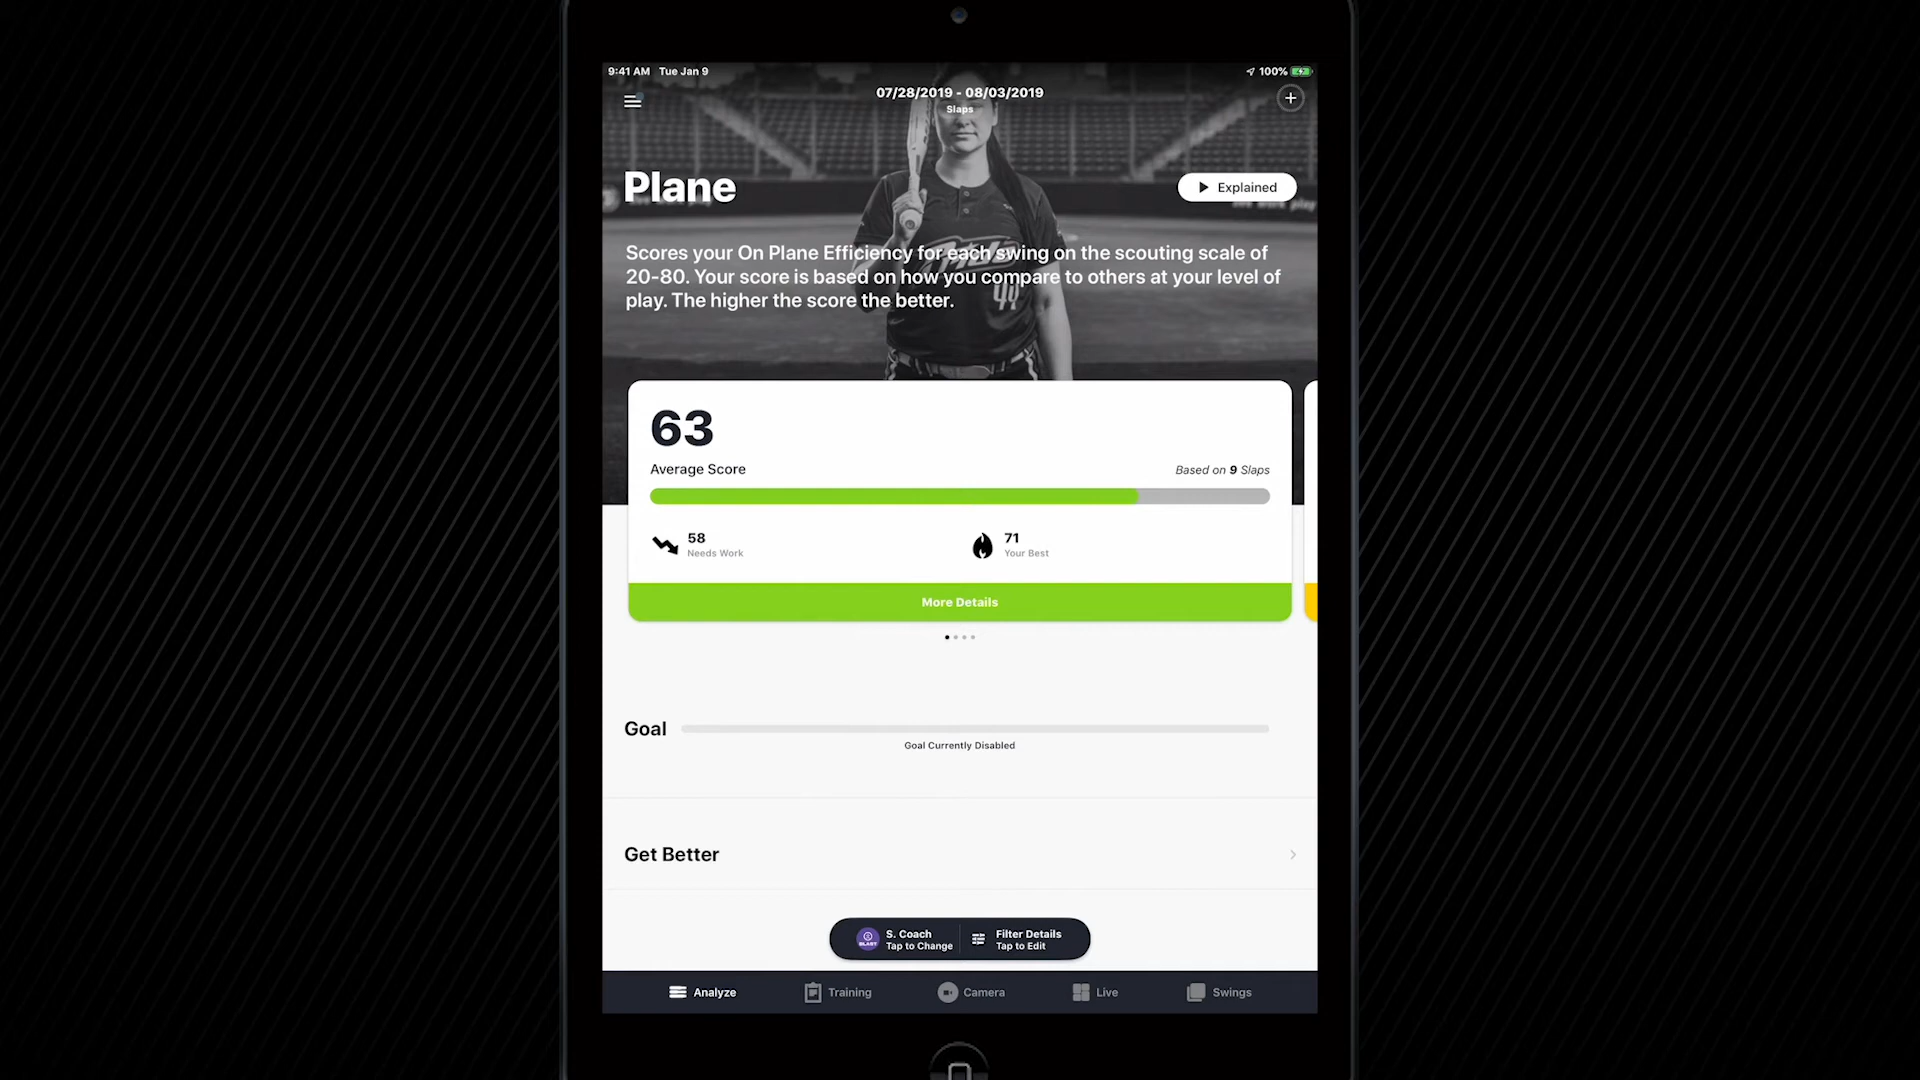 9:41 AM Tue Jan 9
100%
07/28/2019 - 08/03/2019
Slaps
Plane
Explained
Scores your On Plane Efficiency for each swing on the scouting scale of
20-80. Your score is based on how you compare to others at your level of
play. The higher the score the better.
63
Average Score
Based on 9 Slaps
58
Needs Work
71
Your Best
More Details
Goal
Goal Currently Disabled
Get Better
S. Coach
Tap to Change
Filter Details
Tap to Edit
Analyze
Training
Camera
Live
Swings